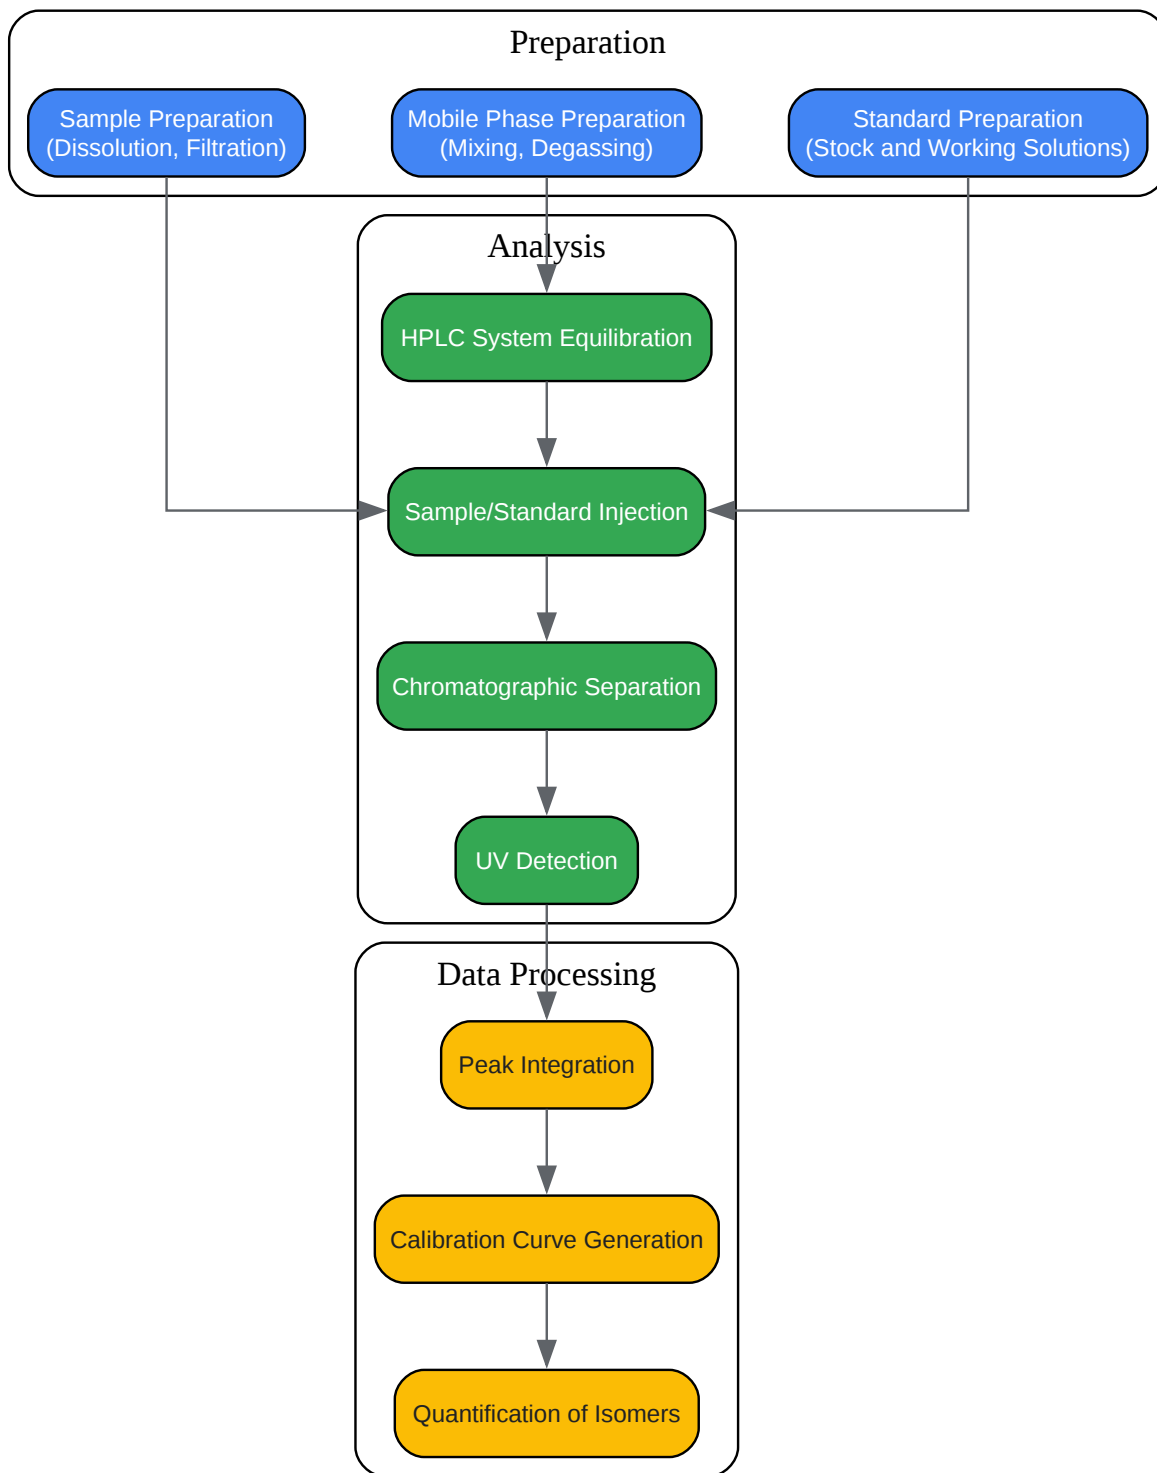 Preparation
Sample Preparation
(Dissolution, Filtration)
Mobile Phase Preparation
(Mixing, Degassing)
Standard Preparation
(Stock and Working Solutions)
Analysis
HPLC System Equilibration
Sample/Standard Injection
Chromatographic Separation
UV Detection
Data Processing
Peak Integration
Calibration Curve Generation
Quantification of Isomers